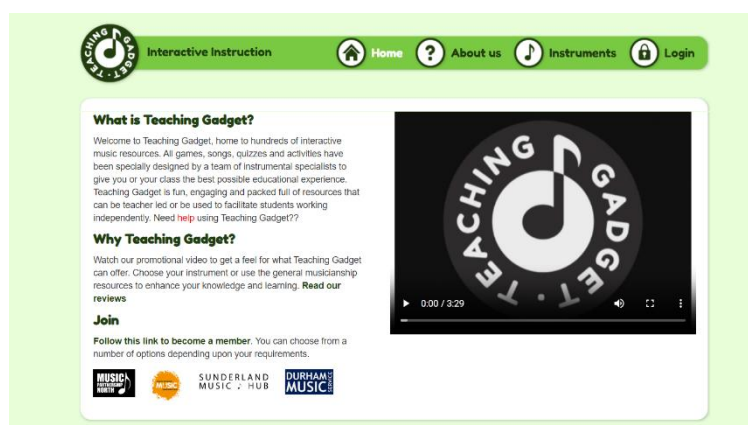 TEACHING GADGET
Interactive Instruction
Home
About us
Instruments
Login
What is Teaching Gadget?
Welcome to Teaching Gadget, home to hundreds of interactive
music resources. All games, songs, quizzes and activities have
been specially designed by a team of instrumental specialists to
give you or your class the best possible educational experience.
Teaching Gadget is fun, engaging and packed full of resources that
can be teacher led or be used to facilitate students working
independently. Need help using Teaching Gadget??
Why Teaching Gadget?
Watch our promotional video to get a feel for what Teaching Gadget
can offer. Choose your instrument or use the general musicianship
resources to enhance your knowledge and learning. Read our
reviews
Join
Follow this link to become a member. You can choose from a
number of options depending upon your requirements.
MUSIC
PARTNERSHIP
NORTH
MUSIC
SUNDERLAND
MUSIC HUB
DURHAM
MUSIC
SERVICE
TEACHING GADGET
0:00 / 3:29